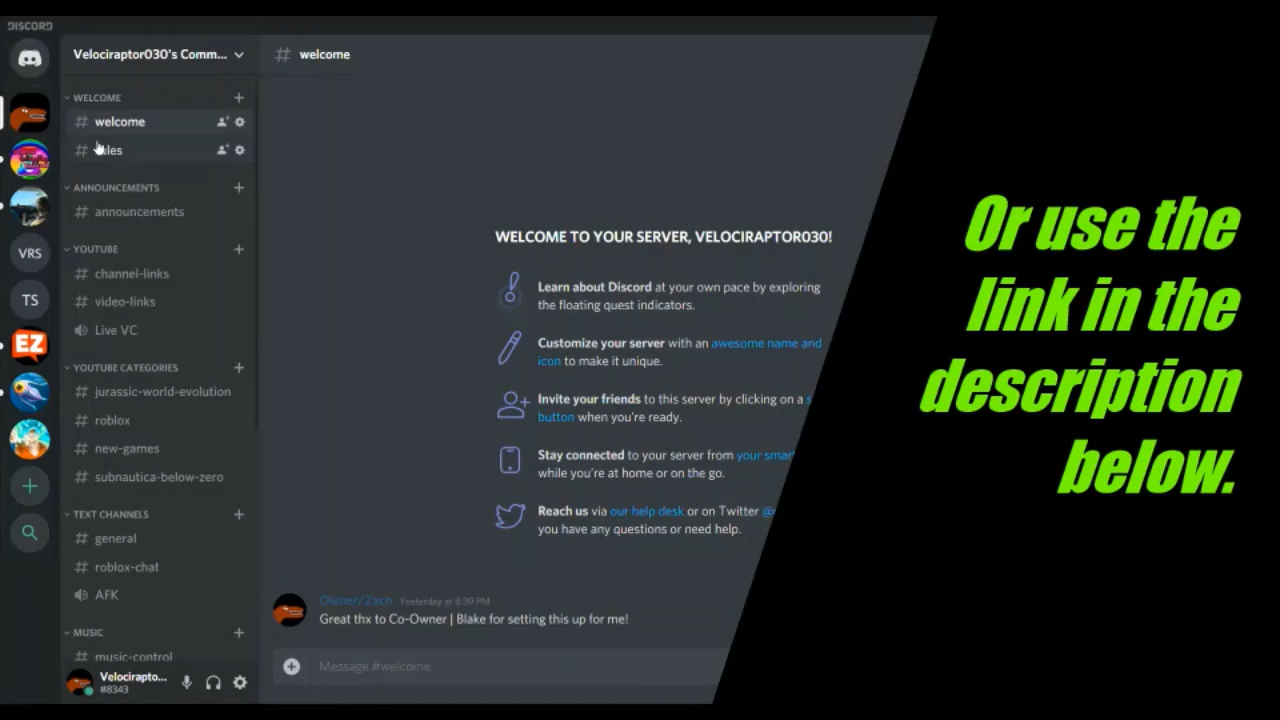 DISCORD
Velociraptor030's Comm...
WELCOME
# welcome
#
ANNOUNCEMENTS
# announcements
YOUTUBE
# channel-links
# video-links
Live VC
YOUTUBE CATEGORIES
# jurassic-world-evolution
# roblox
# new-games
# subnautica-below-zero
TEXT CHANNELS
# general
# roblox-chat
AFK
MUSIC
# music-control
Velocirapto...
#8343
VRS
TS
EZ
# welcome
WELCOME TO YOUR SERVER, VELOCIRAPTOR030!
Learn about Discord at your own pace by exploring
the floating quest indicators.
Customize your server with an awesome name and
icon to make it unique.
Invite your friends to this server by clicking on a
button when you're ready.
Stay connected to your server from your
while you're at home or on the go.
Reach us via our help desk or on Twitter
you have any questions or need help.
Owner/Zach Yesterday at 8:39 PM
Great thx to Co-Owner | Blake for setting this up for me!
Message #welcome
Or use the
link in the
description
below.